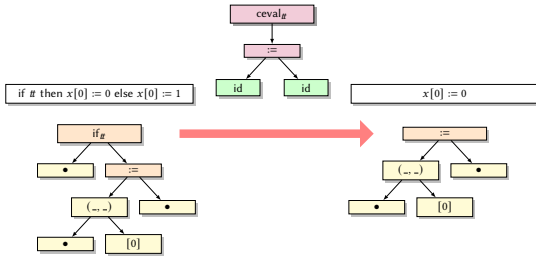 ceval_tt
:=
id id
if tt then x[0] := 0 else x[0] := 1
x[0] := 0
if_tt
• :=
(_, _) •
• [0]
:=
(_, _) •
• [0]